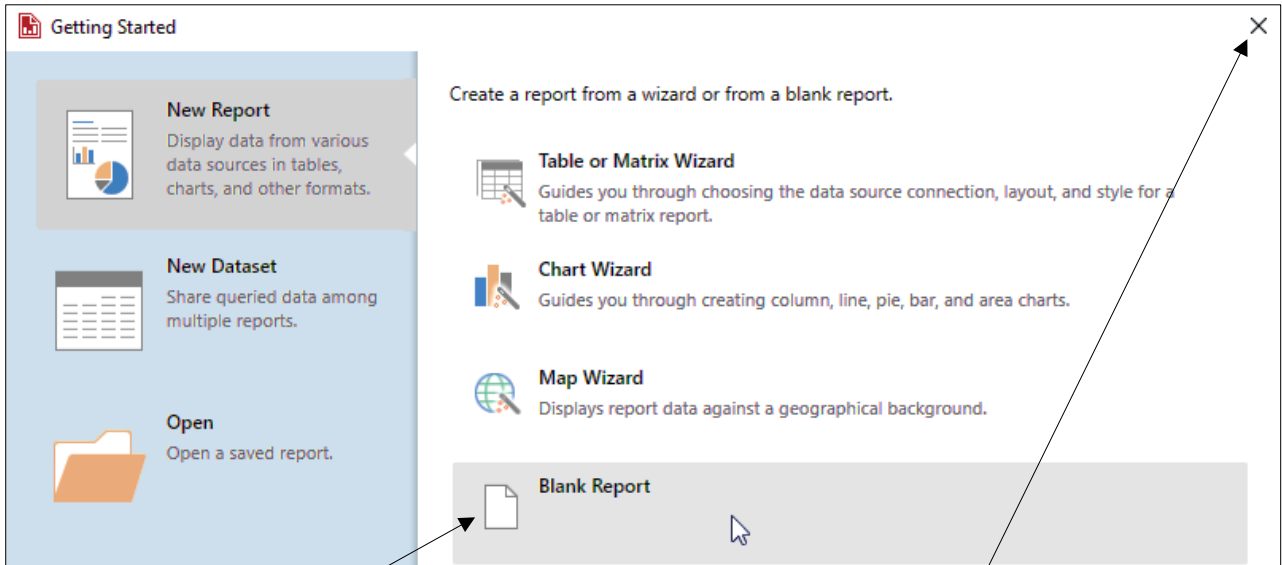 Getting Started
New Report
Display data from various
data sources in tables,
charts, and other formats.
New Dataset
Share queried data among
multiple reports.
Open
Open a saved report.
Create a report from a wizard or from a blank report.
Table or Matrix Wizard
Guides you through choosing the data source connection, layout, and style for a
table or matrix report.
Chart Wizard
Guides you through creating column, line, pie, bar, and area charts.
Map Wizard
Displays report data against a geographical background.
Blank Report